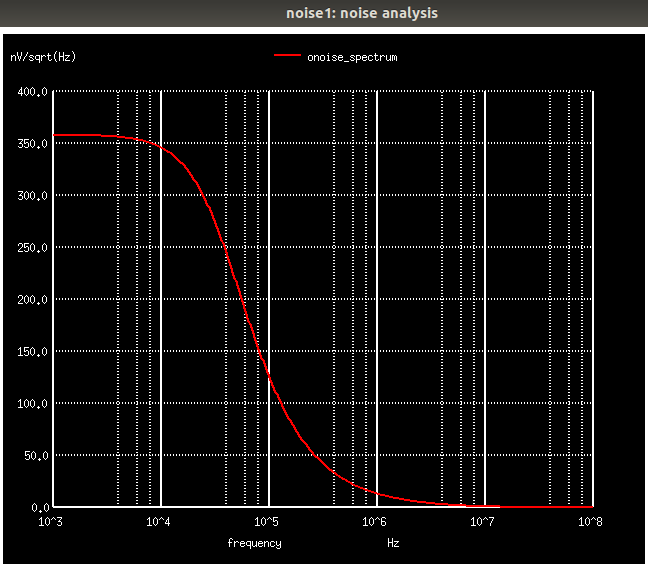 noise1: noise analysis
nV/sqrt(Hz)
onoise_spectrum
400.0
350.0
300.0
250.0
200.0
150.0
100.0
50.0
0.0
10^3 10^4 10^5 10^6 10^7 10^8
frequency Hz